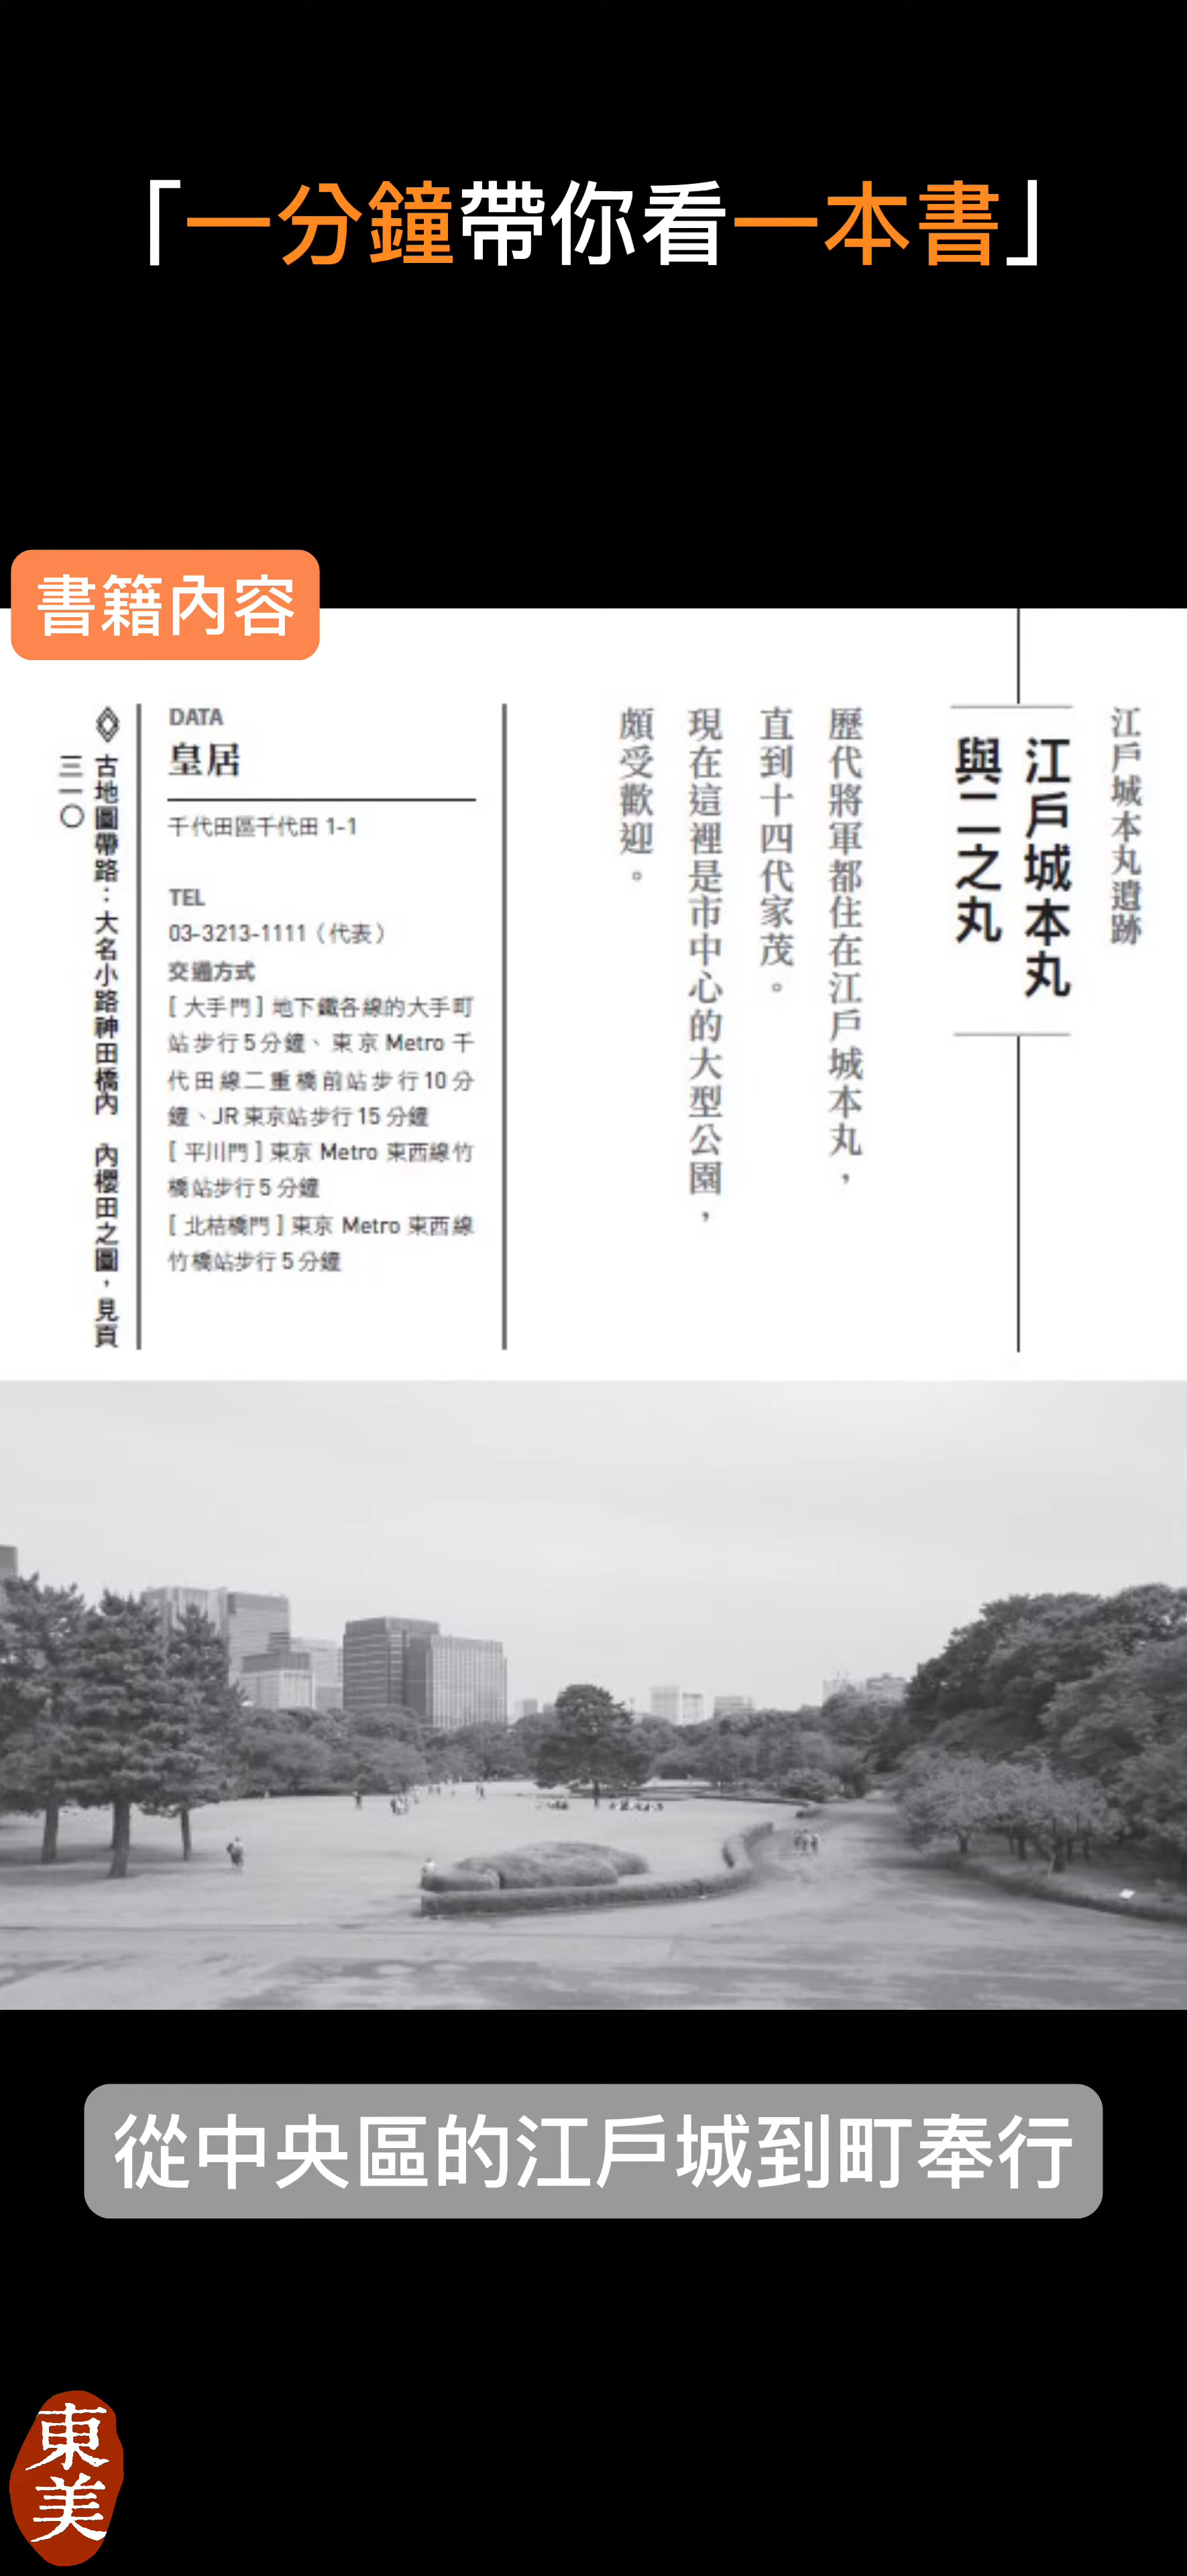 「一分鐘帶你看一本書」
書籍內容
江戶城本丸遺跡
江戶城本丸
與二之丸
歷代將軍都住在江戶城本丸，
直到十四代家茂。
現在這裡是市中心的大型公園，
頗受歡迎。
DATA
皇居
千代田區千代田 1-1
TEL
03-3213-1111（代表）
交通方式
[ 大手門 ] 地下鐵各線的大手町
站步行 5 分鐘、東京 Metro 千
代田線二重橋前站步行 10 分
鐘、JR 東京站步行 15 分鐘
[ 平川門 ] 東京 Metro 東西線竹
橋站步行 5 分鐘
[ 北桔橋門 ] 東京 Metro 東西線
竹橋站步行 5 分鐘
古地圖帶路：大名小路神田橋內　內櫻田之圖，見頁
三一〇
從中央區的江戶城到町奉行
東美